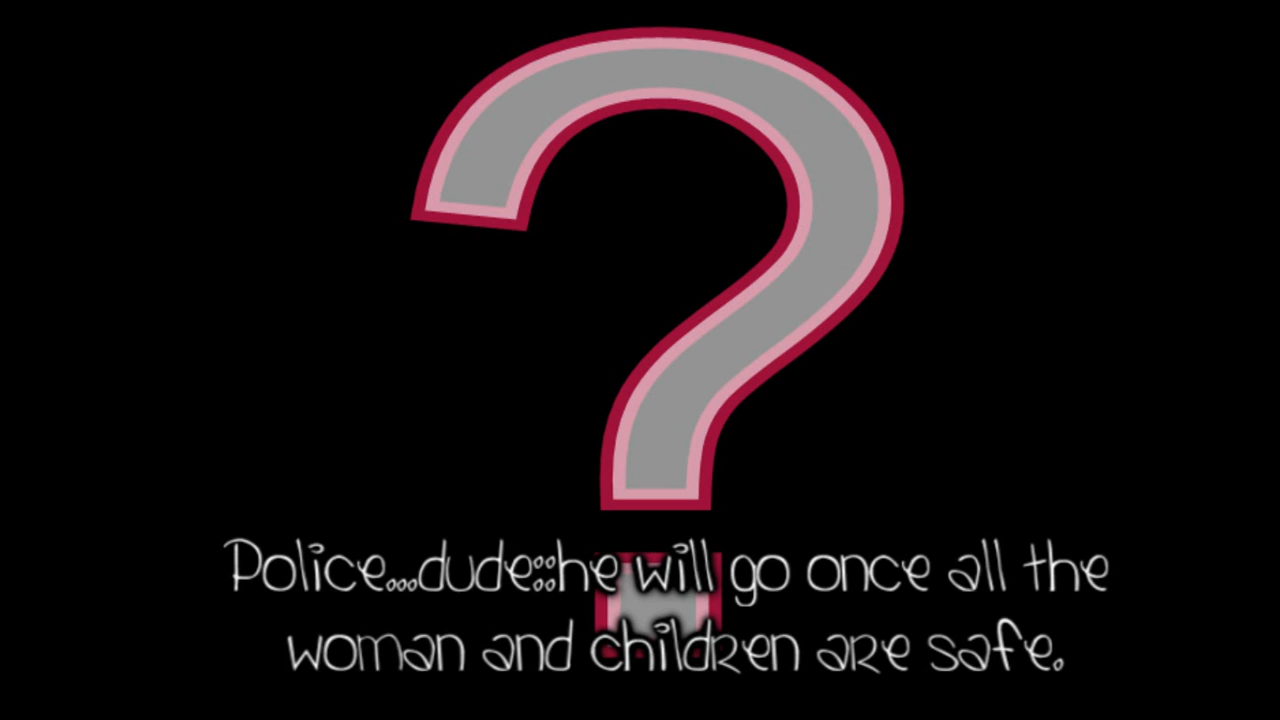 ?
Police...dude::he will go once all the
woman and children are safe.